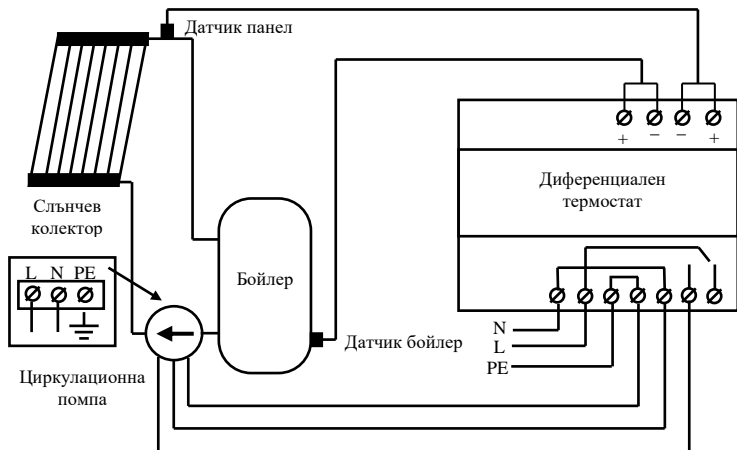 Датчик панел
+ − − +
Диференциален
термостат
Слънчев
колектор
L N PE
Бойлер
N
L
PE
Датчик бойлер
Циркулационна
помпа